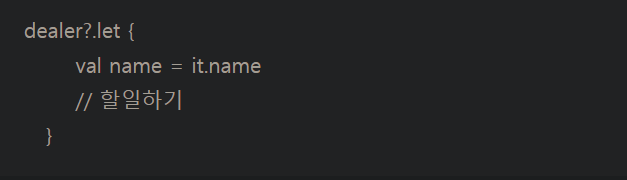 dealer?.let {
val name = it.name
// 할일하기
}